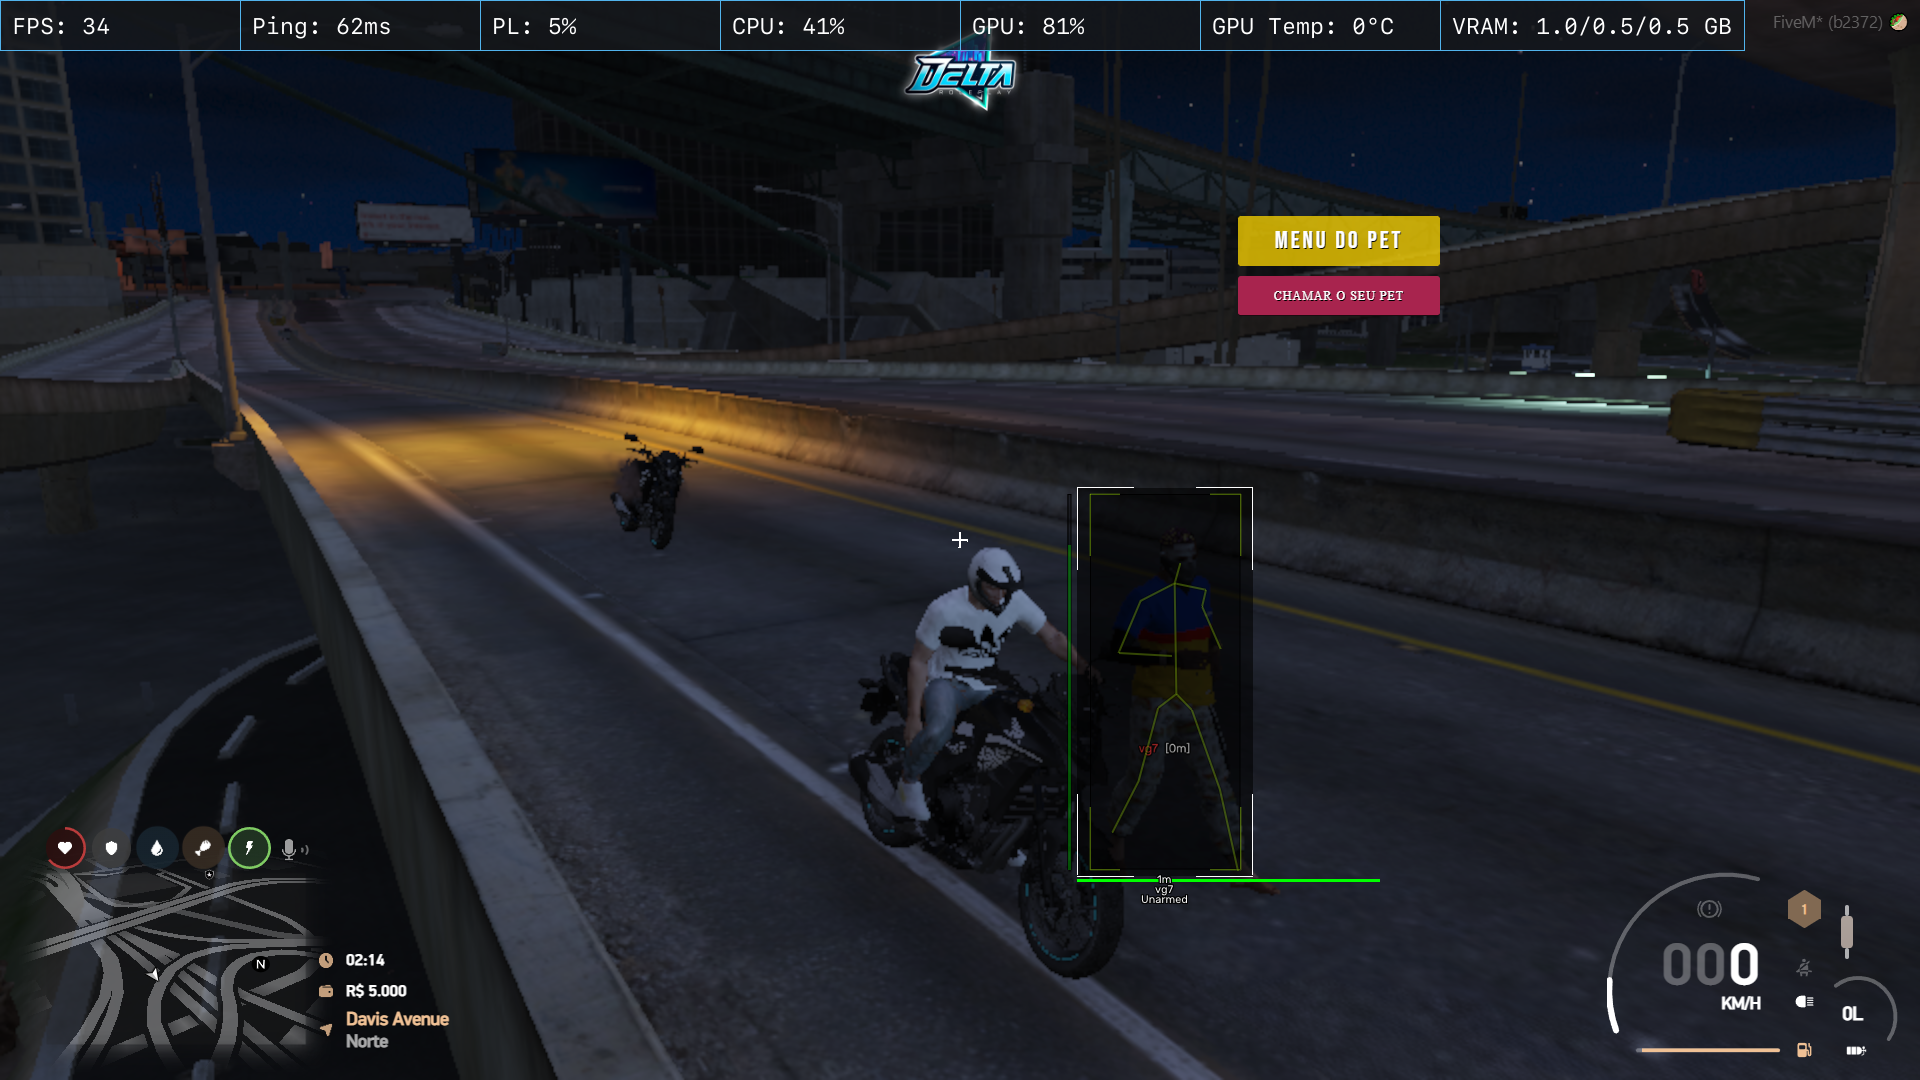 FPS: 34
Ping: 62ms
PL: 5%
CPU: 41%
GPU: 81%
GPU Temp: 0°C
VRAM: 1.0/0.5/0.5 GB
FiveM* (b2372)
DELTA
ROLEPLAY
MENU DO PET
CHAMAR O SEU PET
vg7 [0m]
1m
vg7
Unarmed
N
02:14
R$ 5.000
Davis Avenue
Norte
1
000
KM/H
0L